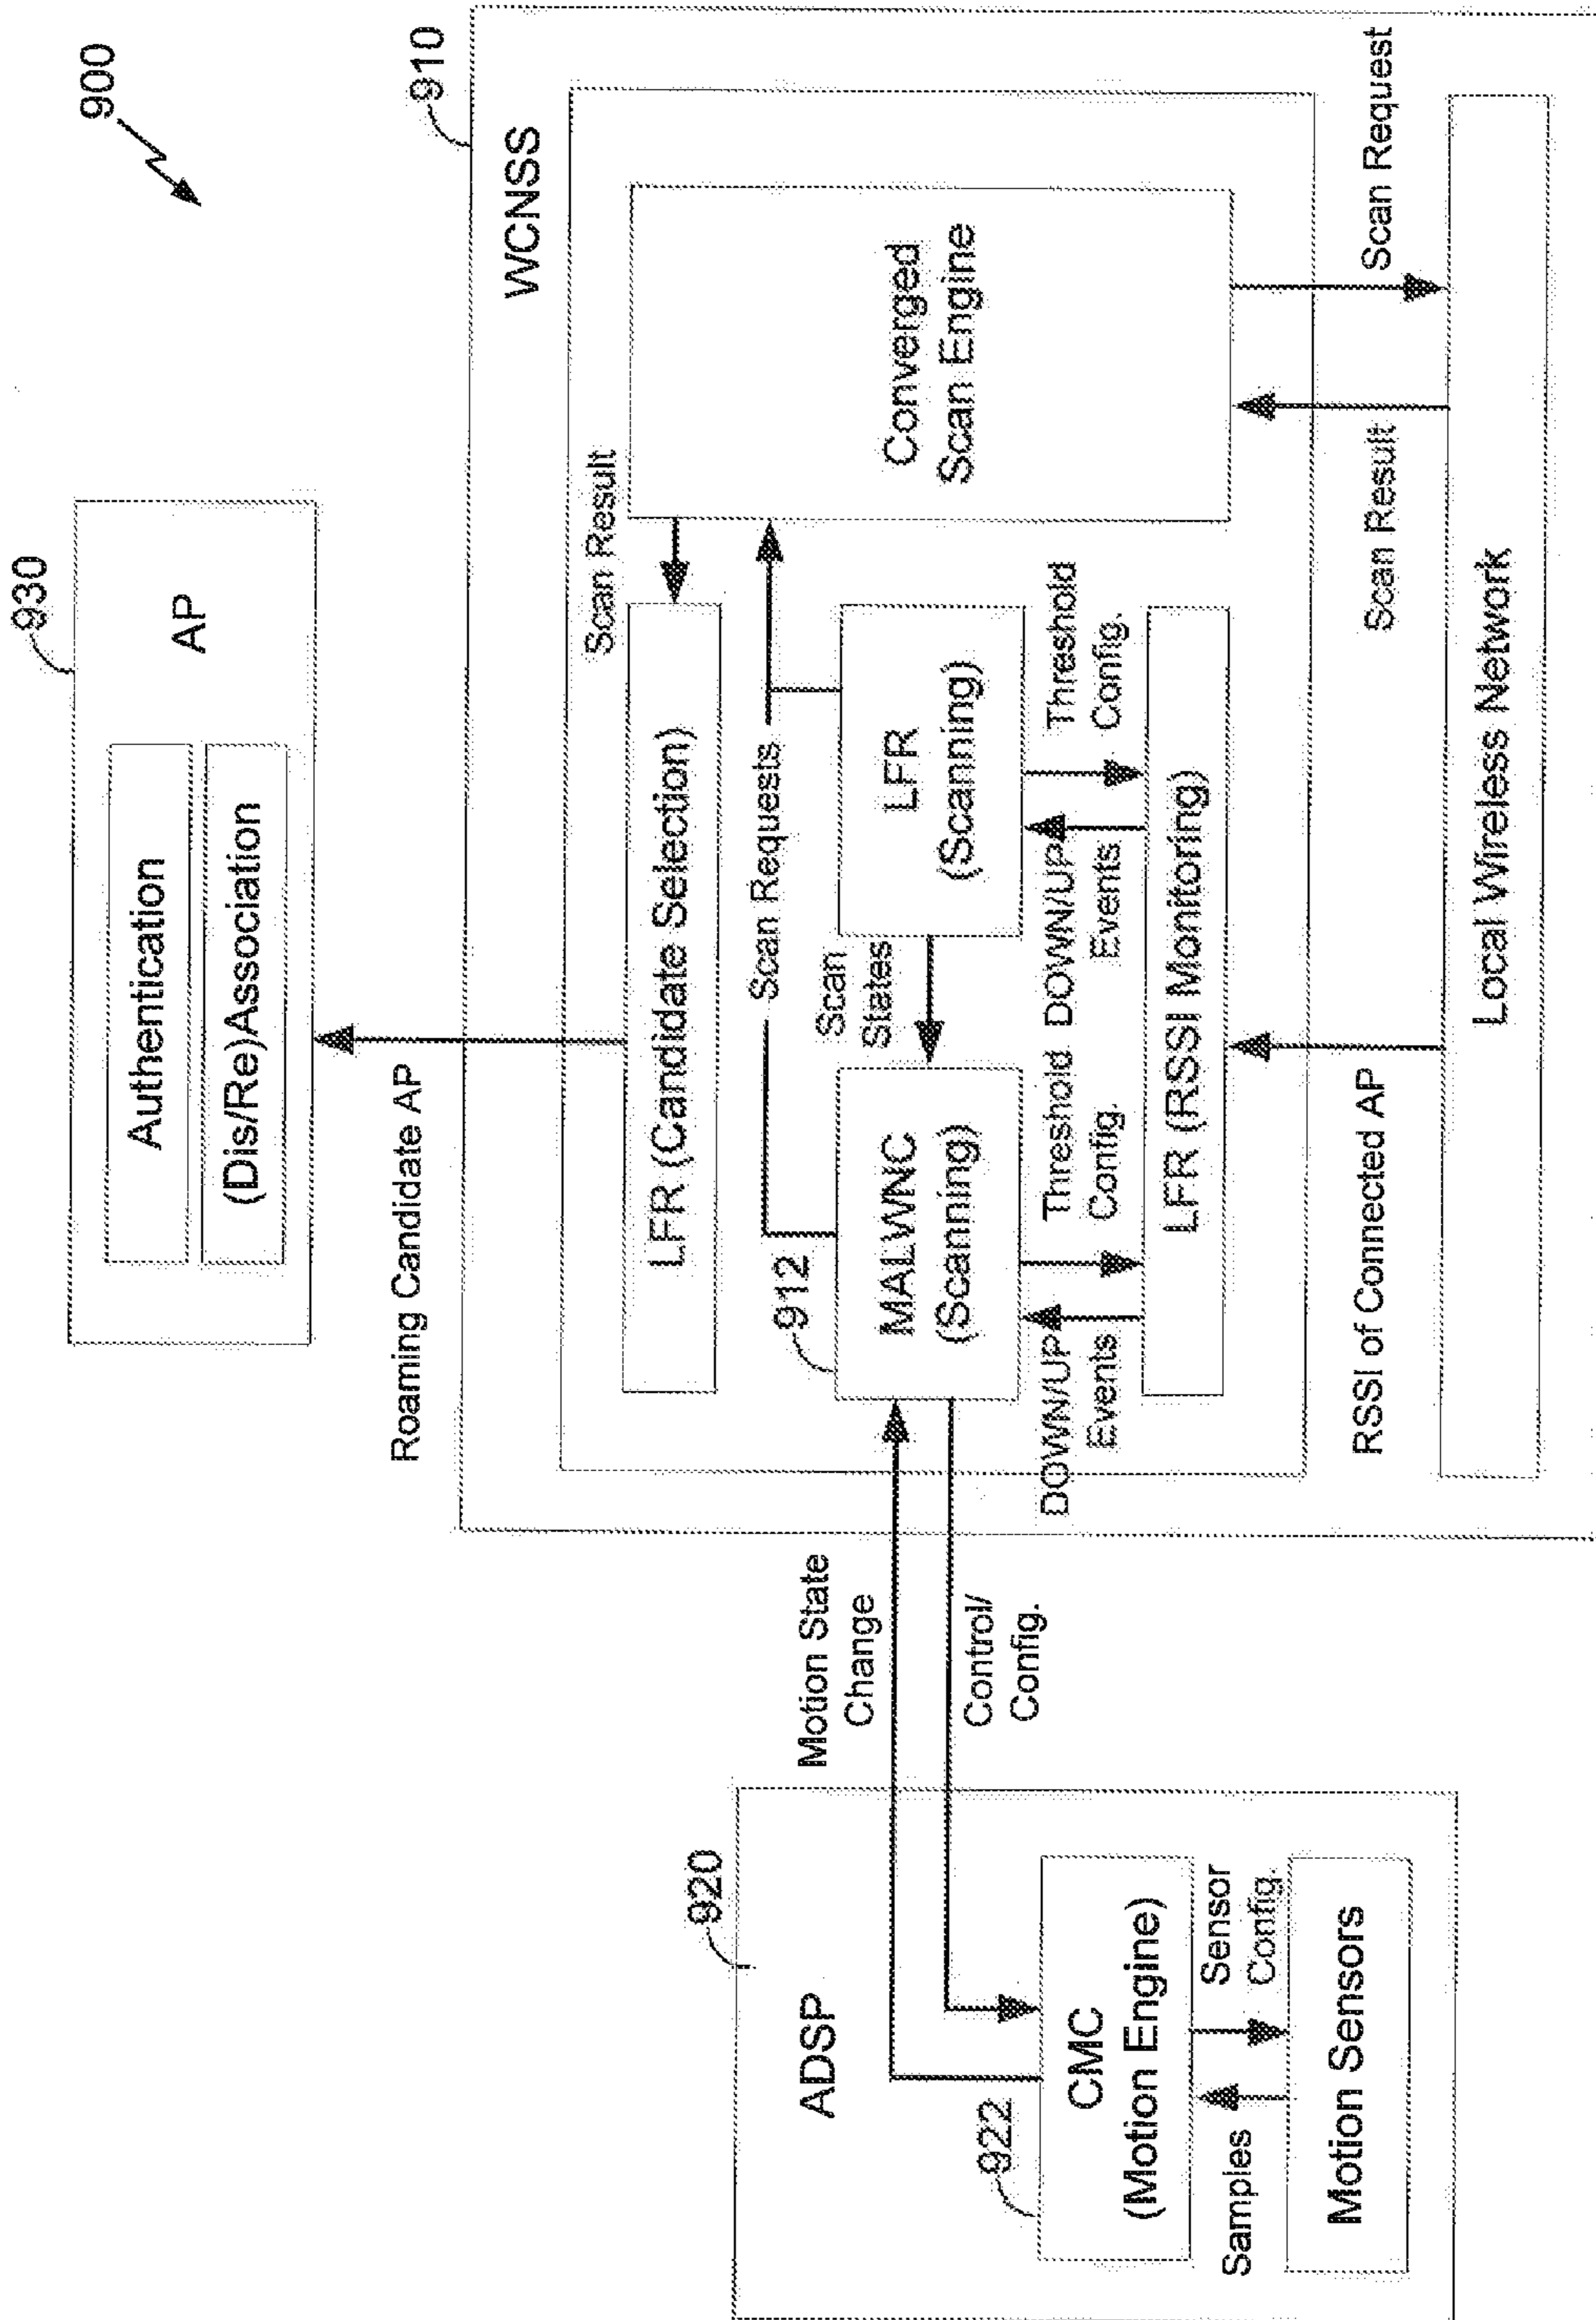 900
930
AP
Authentication
(Dis/Re)Association
Roaming Candidate AP
910
WCNSS
LFR (Candidate Selection)
Scan Result
Scan Requests
912
MALWNC
(Scanning)
Scan
States
LFR
(Scanning)
Converged
Scan Engine
DOWN/UP
Events
Threshold
Config.
DOWN/UP
Events
Threshold
Config.
LFR (RSSI Monitoring)
RSSI of Connected AP
Scan Result
Scan Request
Local Wireless Network
Motion State
Change
Control/
Config.
920
ADSP
922
CMC
(Motion Engine)
Samples
Sensor
Config.
Motion Sensors